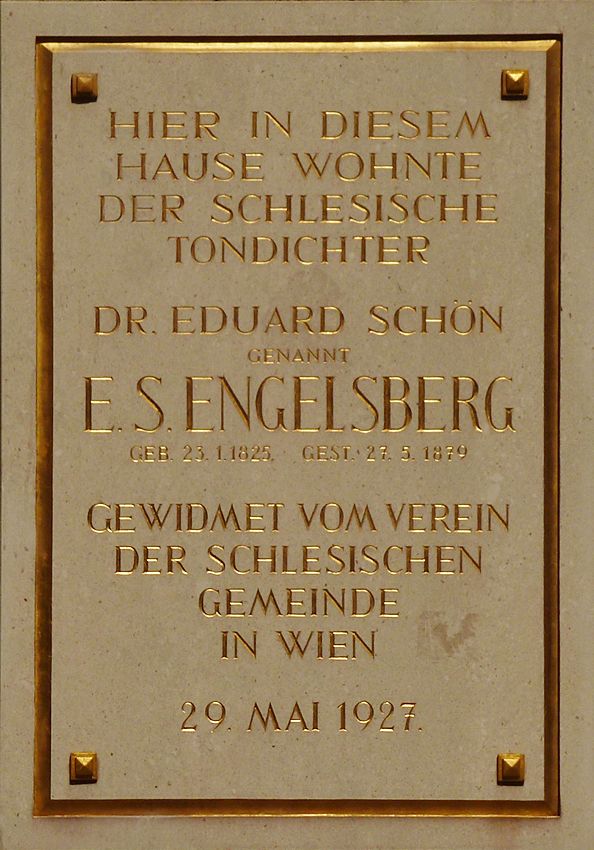 HIER IN DIESEM
HAUSE WOHNTE
DER SCHLESISCHE
TONDICHTER
DR. EDUARD SCHÖN
GENANNT
E. S. ENGELSBERG
GEB. 23. 1. 1825. GEST. 27. 5. 1879
GEWIDMET VOM VEREIN
DER SCHLESISCHEN
GEMEINDE
IN WIEN
29. MAI 1927.